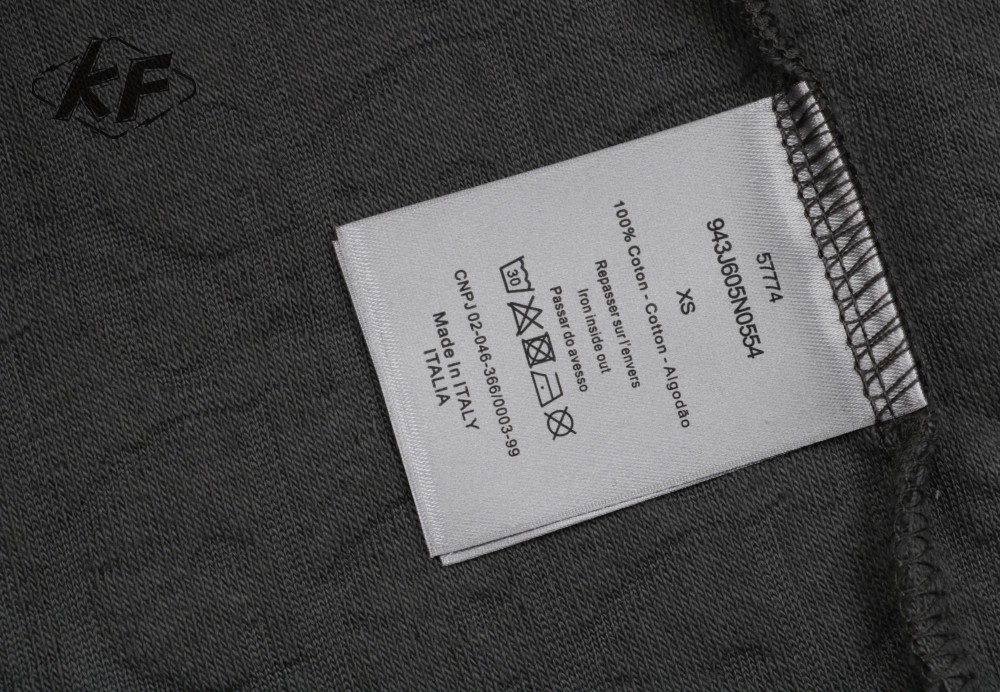 KF
57774
943J605N0554
XS
100% Coton - Cotton - Algodão
Repasser sur l'envers
Iron inside out
Passar do avesso
30
CNPJ 02-046-366/0003-99
Made In ITALY
ITALIA